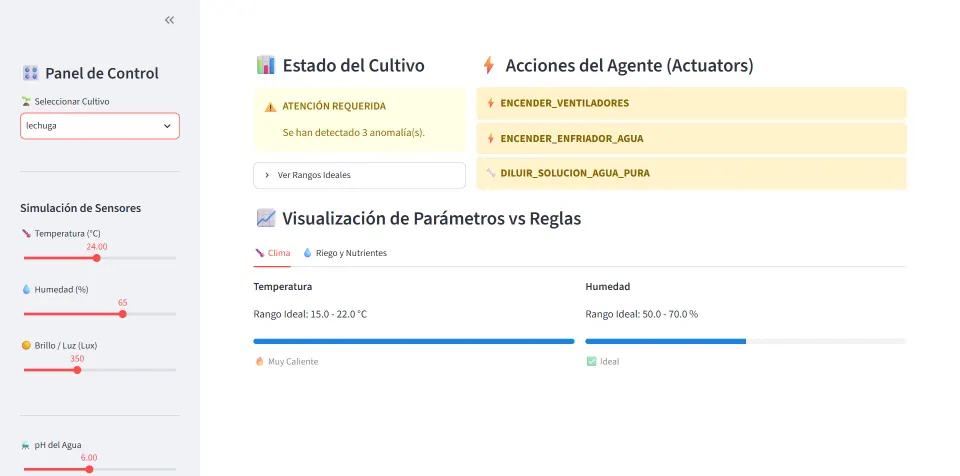 Panel de Control
Seleccionar Cultivo
lechuga
Simulación de Sensores
Temperatura (°C)
24.00
Humedad (%)
65
Brillo / Luz (Lux)
350
pH del Agua
6.00
Estado del Cultivo
ATENCIÓN REQUERIDA
Se han detectado 3 anomalía(s).
Ver Rangos Ideales
Acciones del Agente (Actuators)
ENCENDER_VENTILADORES
ENCENDER_ENFRIADOR_AGUA
DILUIR_SOLUCION_AGUA_PURA
Visualización de Parámetros vs Reglas
Clima
Riego y Nutrientes
Temperatura
Rango Ideal: 15.0 - 22.0 °C
Muy Caliente
Humedad
Rango Ideal: 50.0 - 70.0 %
Ideal